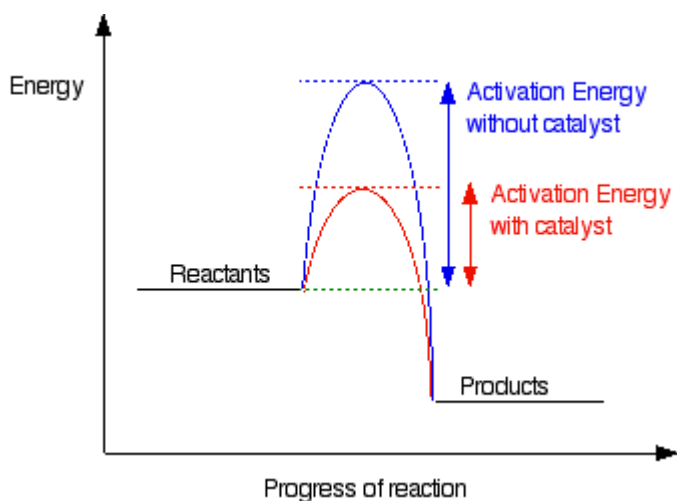 Energy
Activation Energy
without catalyst
Activation Energy
with catalyst
Reactants
Products
Progress of reaction